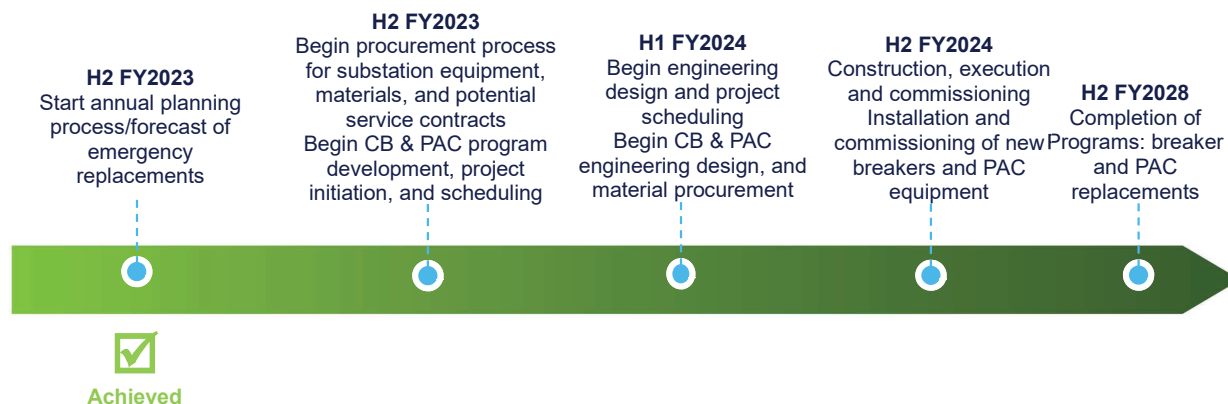 H2 FY2023
Start annual planning
process/forecast of
emergency
replacements
H2 FY2023
Begin procurement process
for substation equipment,
materials, and potential
service contracts
Begin CB & PAC program
development, project
initiation, and scheduling
H1 FY2024
Begin engineering
design and project
scheduling
Begin CB & PAC
engineering design, and
material procurement
H2 FY2024
Construction, execution
and commissioning
Installation and
commissioning of new
breakers and PAC
equipment
H2 FY2028
Completion of
Programs: breaker
and PAC
replacements
Achieved